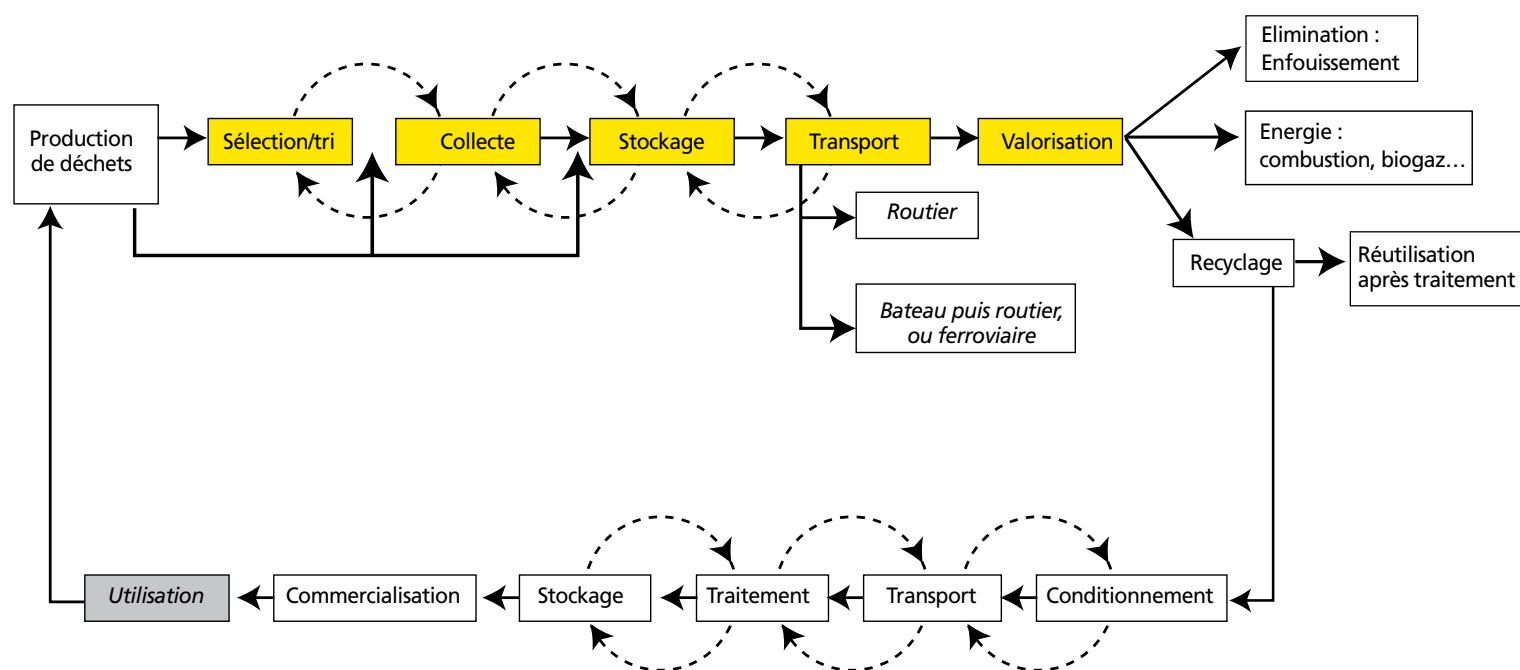 Elimination :
Enfouissement
Production
de déchets
Sélection/tri
Collecte
Stockage
Transport
Valorisation
Energie :
combustion, biogaz…
Routier
Recyclage
Réutilisation
après traitement
Bateau puis routier,
ou ferroviaire
Utilisation
Commercialisation
Stockage
Traitement
Transport
Conditionnement